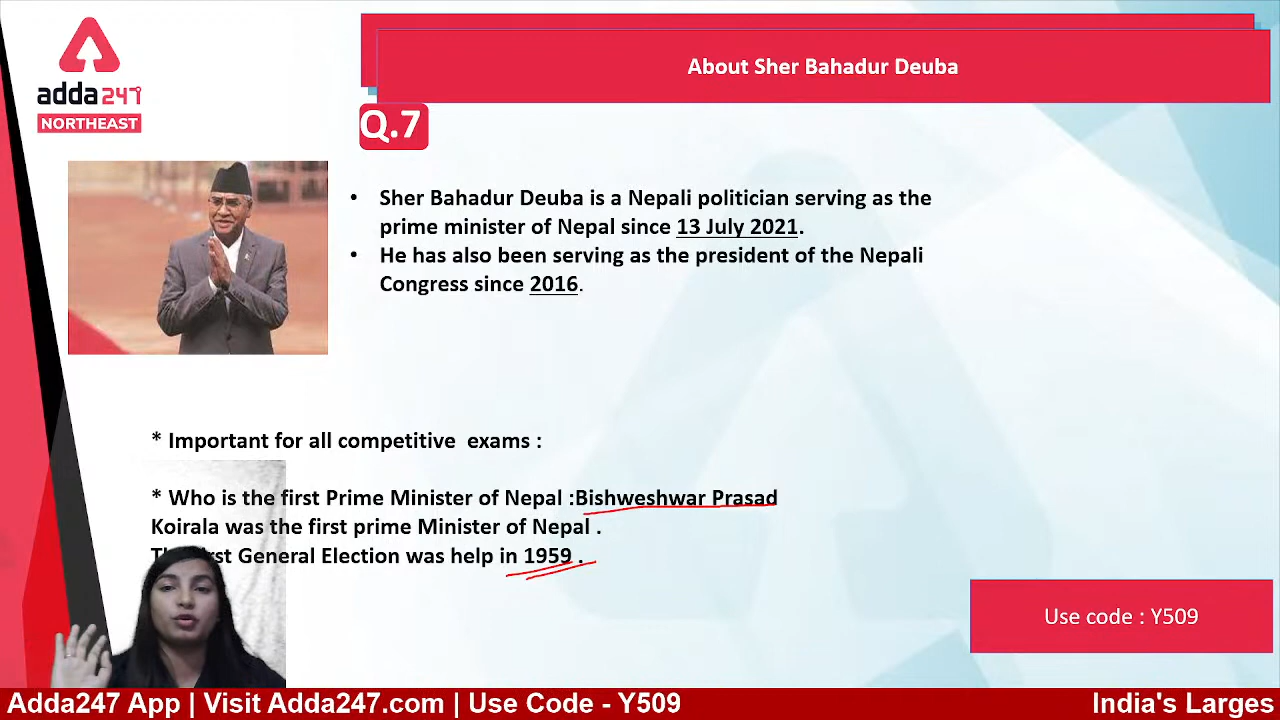 About Sher Bahadur Deuba
adda247
NORTHEAST
Q.7
• Sher Bahadur Deuba is a Nepali politician serving as the
prime minister of Nepal since 13 July 2021.
• He has also been serving as the president of the Nepali
Congress since 2016.
* Important for all competitive exams :
* Who is the first Prime Minister of Nepal :Bishweshwar Prasad
Koirala was the first prime Minister of Nepal .
General Election was help in 1959 .
Use code : Y509
Adda247 App | Visit Adda247.com | Use Code - Y509
India's Larges